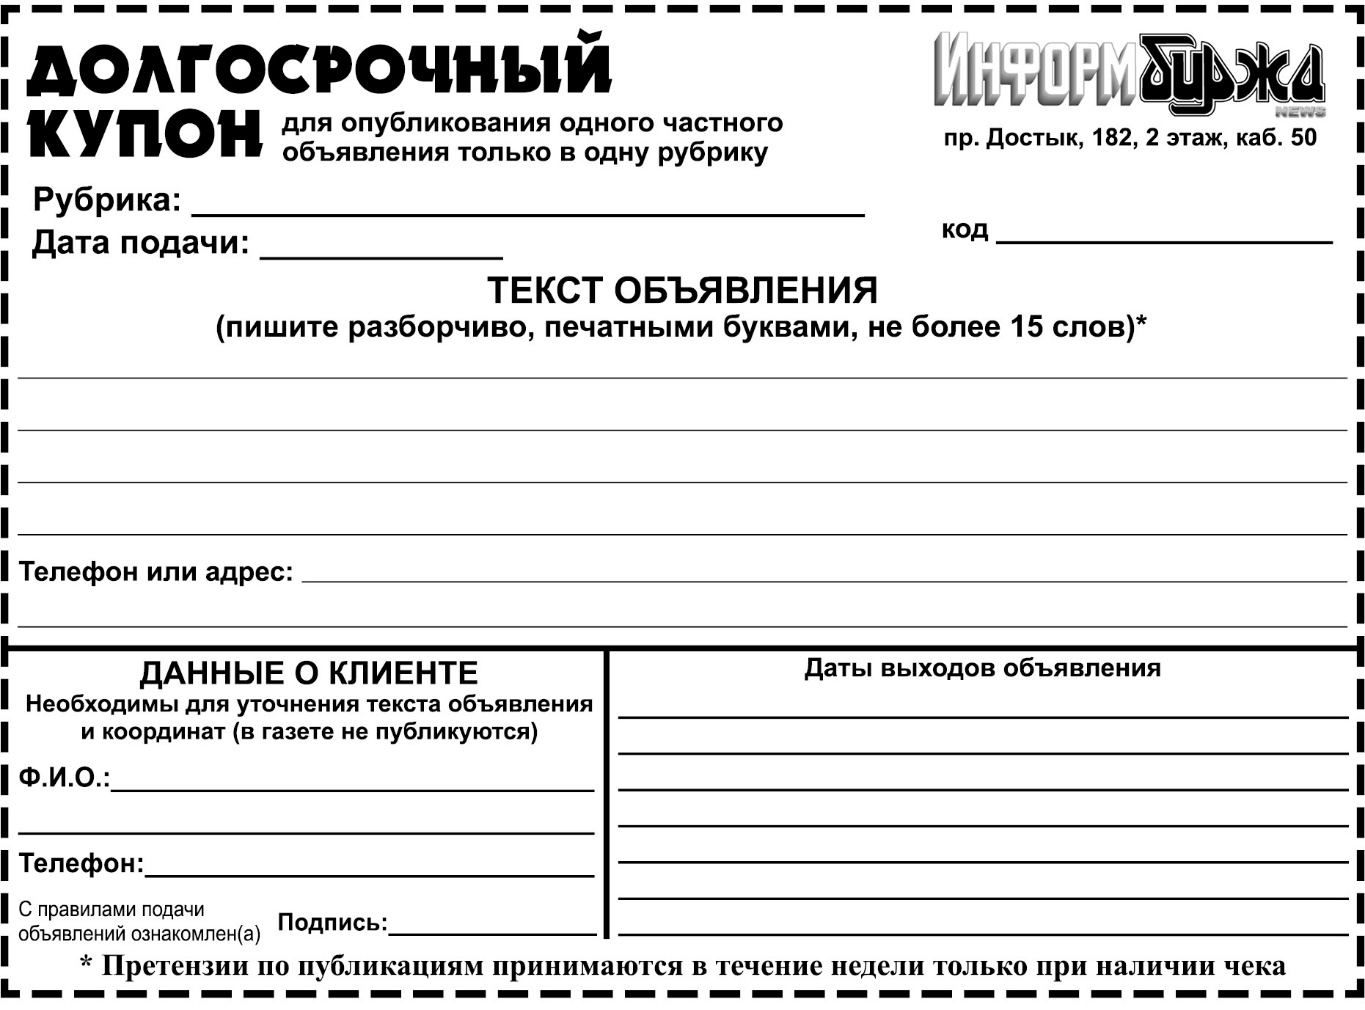 ДОЛГОСРОЧНЫЙ
КУПОН
для опубликования одного частного
объявления только в одну рубрику
ИНФОРМбиржа
NEWS
пр. Достык, 182, 2 этаж, каб. 50
Рубрика:
Дата подачи:
код
ТЕКСТ ОБЪЯВЛЕНИЯ
(пишите разборчиво, печатными буквами, не более 15 слов)*
Телефон или адрес:
ДАННЫЕ О КЛИЕНТЕ
Необходимы для уточнения текста объявления
и координат (в газете не публикуются)
Ф.И.О.:
Телефон:
С правилами подачи
объявлений ознакомлен(а)
Подпись:
Даты выходов объявления
* Претензии по публикациям принимаются в течение недели только при наличии чека